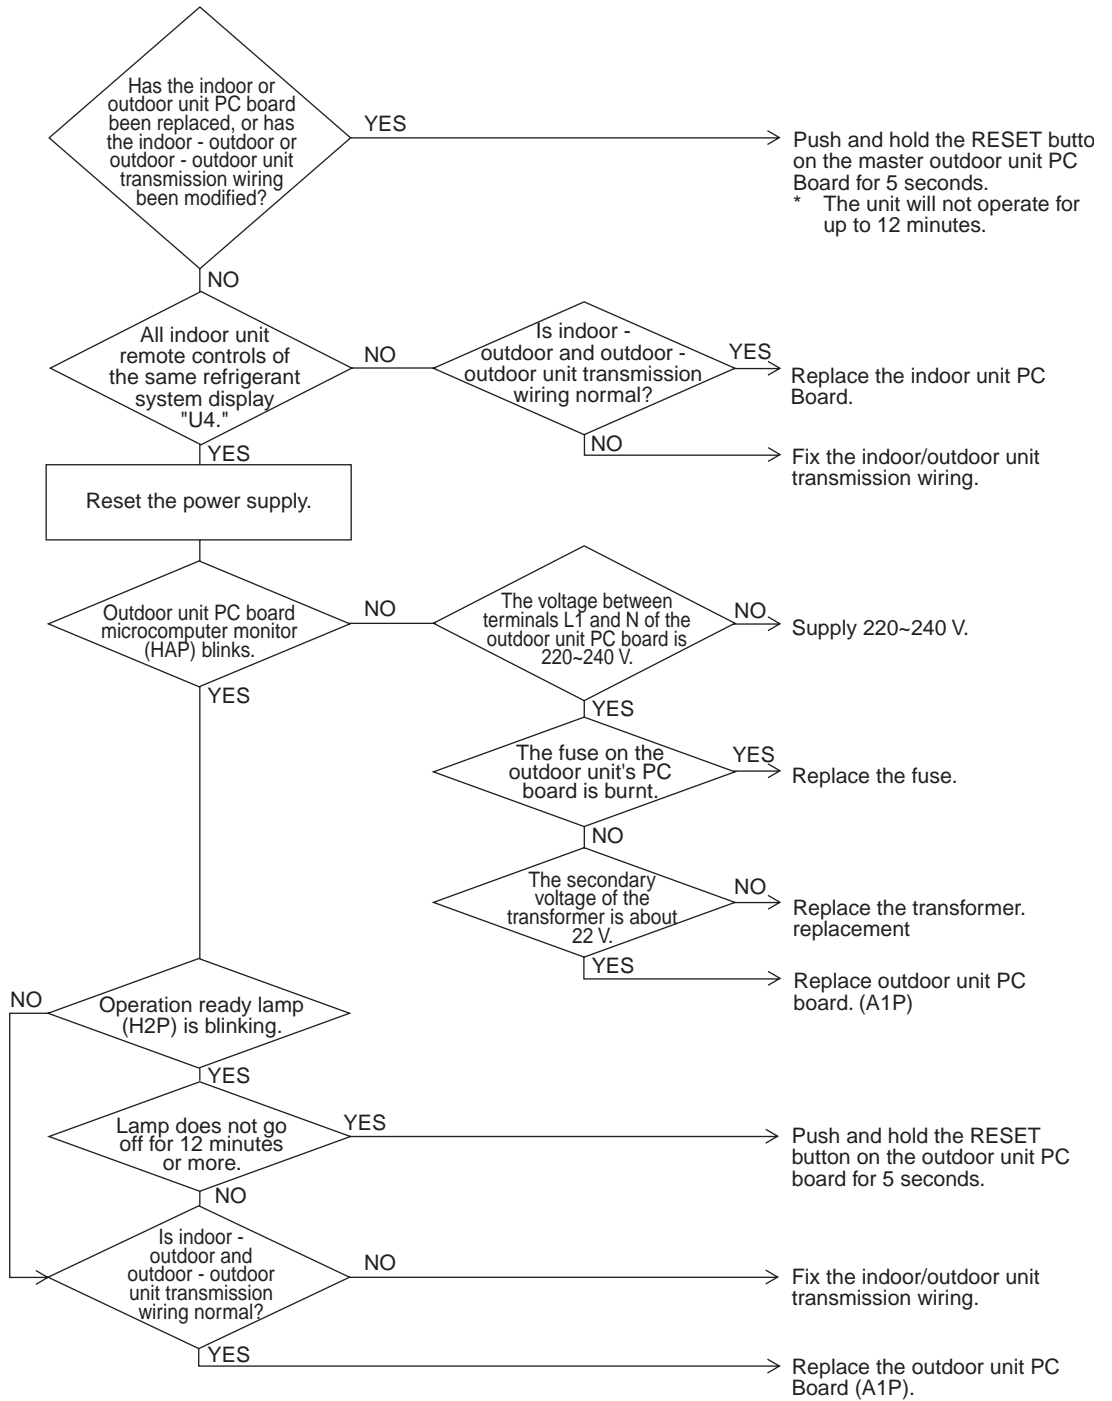 Has the indoor or
outdoor unit PC board
been replaced, or has
the indoor - outdoor or
outdoor - outdoor unit
transmission wiring
been modified?
YES
Push and hold the RESET butto
on the master outdoor unit PC
Board for 5 seconds.
* The unit will not operate for
up to 12 minutes.
NO
All indoor unit
remote controls of
the same refrigerant
system display
"U4."
NO
Is indoor -
outdoor and outdoor -
outdoor unit transmission
wiring normal?
YES
Replace the indoor unit PC
Board.
NO
Fix the indoor/outdoor unit
transmission wiring.
YES
Reset the power supply.
Outdoor unit PC board
microcomputer monitor
(HAP) blinks.
NO
The voltage between
terminals L1 and N of the
outdoor unit PC board is
220~240 V.
NO
Supply 220~240 V.
YES
YES
The fuse on the
outdoor unit's PC
board is burnt.
YES
Replace the fuse.
NO
The secondary
voltage of the
transformer is about
22 V.
NO
Replace the transformer.
replacement
YES
Replace outdoor unit PC
board. (A1P)
NO
Operation ready lamp
(H2P) is blinking.
YES
Lamp does not go
off for 12 minutes
or more.
YES
Push and hold the RESET
button on the outdoor unit PC
board for 5 seconds.
NO
Is indoor -
outdoor and
outdoor - outdoor
unit transmission
wiring normal?
NO
Fix the indoor/outdoor unit
transmission wiring.
YES
Replace the outdoor unit PC
Board (A1P).